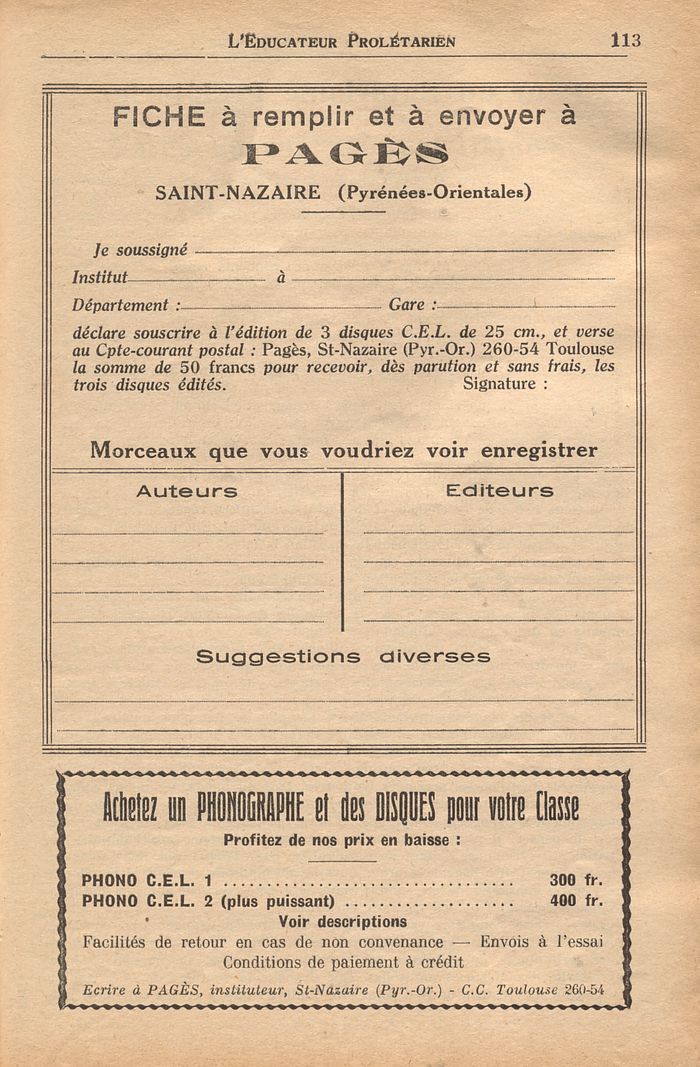 L'EDUCATEUR PROLÉTARIEN 113
FICHE à remplir et à envoyer à
PAGÈS
SAINT-NAZAIRE (Pyrénées-Orientales)
Je soussigné
Institut à
Département : Gare :
déclare souscrire à l'édition de 3 disques C.E.L. de 25 cm., et verse
au Cpte-courant postal : Pagès, St-Nazaire (Pyr.-Or.) 260-54 Toulouse
la somme de 50 francs pour recevoir, dès parution et sans frais, les
trois disques édités. Signature :
Morceaux que vous voudriez voir enregistrer
Auteurs Editeurs
Suggestions diverses
Achetez un PHONOGRAPHE et des DISQUES pour votre Classe
Profitez de nos prix en baisse :
PHONO C.E.L. 1 ................................. 300 fr.
PHONO C.E.L. 2 (plus puissant) .................... 400 fr.
Voir descriptions
Facilités de retour en cas de non convenance — Envois à l'essai
Conditions de paiement à crédit
Ecrire à PAGÈS, instituteur, St-Nazaire (Pyr.-Or.) - C.C. Toulouse 260-54